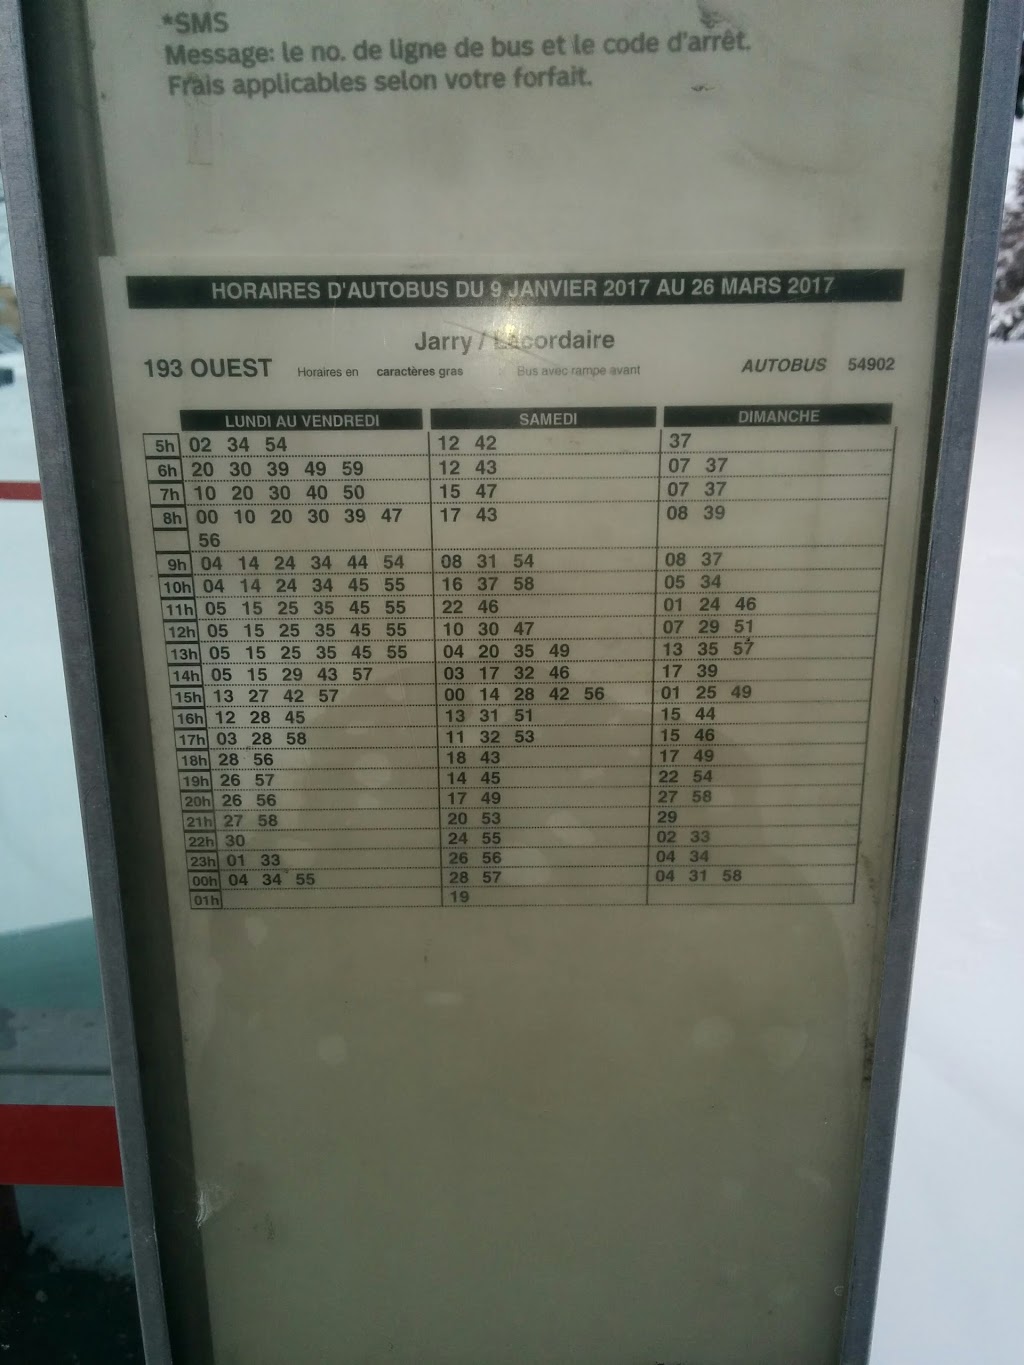 *SMS
Message: le no. de ligne de bus et le code d'arrêt.
Frais applicables selon votre forfait.
HORAIRES D'AUTOBUS DU 9 JANVIER 2017 AU 26 MARS 2017
Jarry / Lacordaire
193 OUEST Horaires en caractères gras Bus avec rampe avant AUTOBUS 54902
LUNDI AU VENDREDI SAMEDI DIMANCHE
5h 02 34 54 12 42 37
6h 20 30 39 49 59 12 43 07 37
7h 10 20 30 40 50 15 47 07 37
8h 00 10 20 30 39 47 17 43 08 39
56
9h 04 14 24 34 44 54 08 31 54 08 37
10h 04 14 24 34 45 55 16 37 58 05 34
11h 05 15 25 35 45 55 22 46 01 24 46
12h 05 15 25 35 45 55 10 30 47 07 29 51
13h 05 15 25 35 45 55 04 20 35 49 13 35 57
14h 05 15 29 43 57 03 17 32 46 17 39
15h 13 27 42 57 00 14 28 42 56 01 25 49
16h 12 28 45 13 31 51 15 44
17h 03 28 58 11 32 53 15 46
18h 28 56 18 43 17 49
19h 26 57 14 45 22 54
20h 26 56 17 49 27 58
21h 27 58 20 53 29
22h 30 24 55 02 33
23h 01 33 26 56 04 34
00h 04 34 55 28 57 04 31 58
01h 19